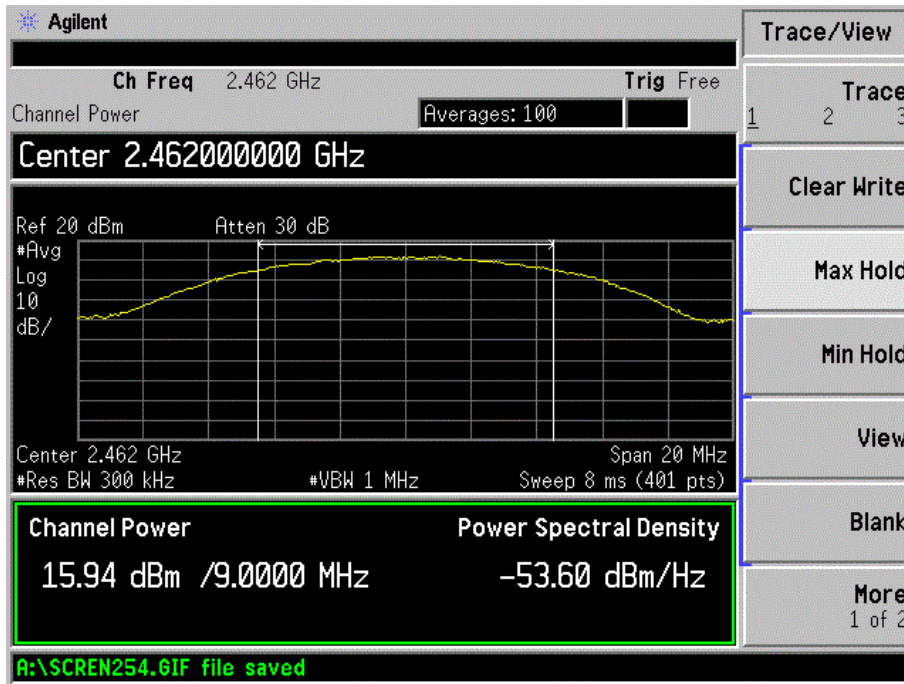 Agilent
Trace/View
Ch Freq 2.462 GHz Trig Free
Channel Power Averages: 100
Trace
1 2 3
Center 2.462000000 GHz
Clear Write
Ref 20 dBm Atten 30 dB
#Avg
Log
10
dB/
Max Hold
Min Hold
View
Center 2.462 GHz Span 20 MHz
#Res BW 300 kHz #VBW 1 MHz Sweep 8 ms (401 pts)
Channel Power Power Spectral Density
15.94 dBm /9.0000 MHz -53.60 dBm/Hz
Blank
More
1 of 2
A:\SCREN254.GIF file saved